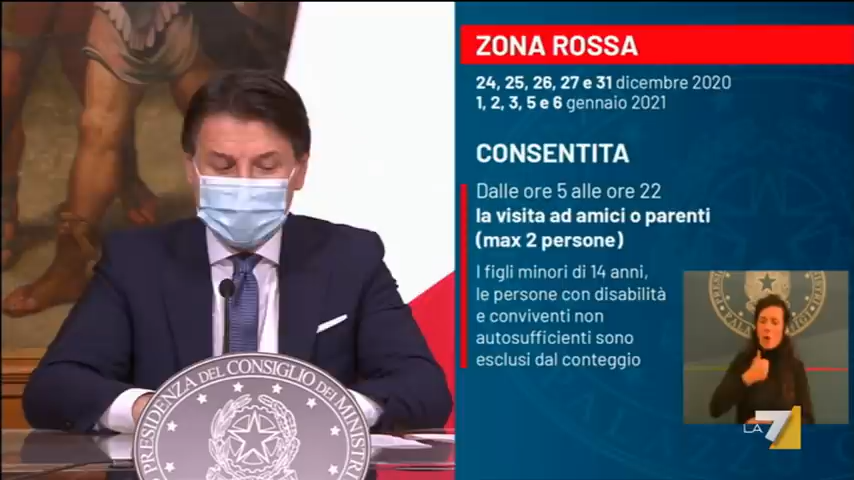 ZONA ROSSA
24, 25, 26, 27 e 31 dicembre 2020
1, 2, 3, 5 e 6 gennaio 2021
CONSENTITA
Dalle ore 5 alle ore 22
la visita ad amici o parenti
(max 2 persone)
I figli minori di 14 anni,
le persone con disabilità
e conviventi non
autosufficienti sono
esclusi dal conteggio
PRESIDENZA DEL CONSIGLIO DEI MINISTRI
LA 7